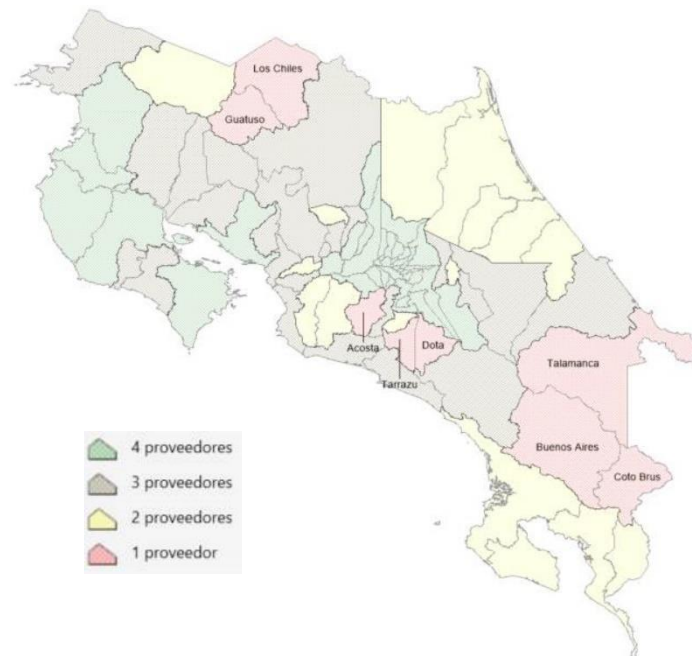 Los Chiles
Guatuso
Acosta
Dota
Tarrazu
Talamanca
Buenos Aires
Coto Brus
4 proveedores
3 proveedores
2 proveedores
1 proveedor